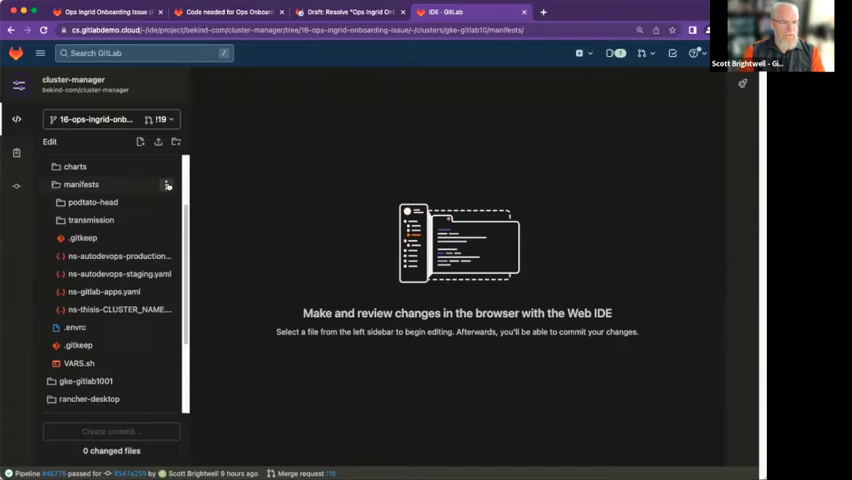 Ops Ingrid Onboarding Issue (
Code needed for Ops Onboard
Draft: Resolve "Ops Ingrid Ont
IDE · GitLab
cs.gitlabdemo.cloud/-/ide/project/bekind-com/cluster-manager/tree/16-ops-ingrid-onboarding-issue/-/clusters/gke-gitlab10/manifests/
Search GitLab
/
1
Scott Brightwell - Gi...
cluster-manager
bekind-com/cluster-manager
16-ops-ingrid-onb...
!19
Edit
charts
manifests
podtato-head
transmission
.gitkeep
ns-autodevops-production...
ns-autodevops-staging.yaml
ns-gitlab-apps.yaml
ns-thisis-CLUSTER_NAME....
.envrc
.gitkeep
VARS.sh
gke-gitlab1001
rancher-desktop
Create commit...
0 changed files
Make and review changes in the browser with the Web IDE
Select a file from the left sidebar to begin editing. Afterwards, you'll be able to commit your changes.
Pipeline #46776 passed for 8547e259 by Scott Brightwell 9 hours ago Merge request !19